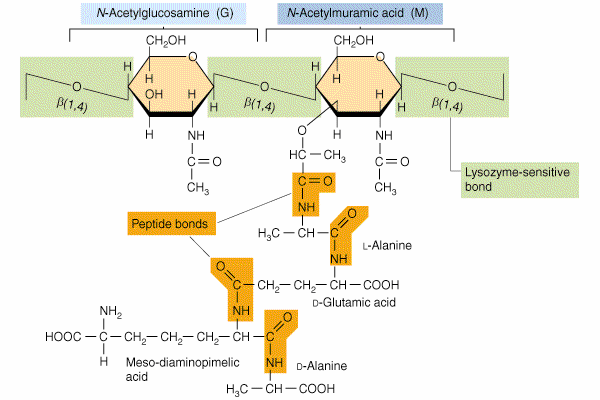 N-Acetylglucosamine (G)
N-Acetylmuramic acid (M)
CH₂OH
CH₂OH
O
O
H
H
H
H
H
H
O
O
O
β(1,4)
β(1,4)
β(1,4)
OH
H
H
H
H
H
H
H
NH
O
NH
C=O
HC—CH₃
C=O
CH₃
C=O
CH₃
Lysozyme-sensitive
bond
NH
Peptide bonds
O
H₃C—CH—C
L-Alanine
NH
O
C—CH₂—CH₂—CH—COOH
D-Glutamic acid
NH₂
NH
O
HOOC—C—CH₂—CH₂—CH₂—CH—C
H
Meso-diaminopimelic
acid
NH
D-Alanine
H₃C—CH—COOH